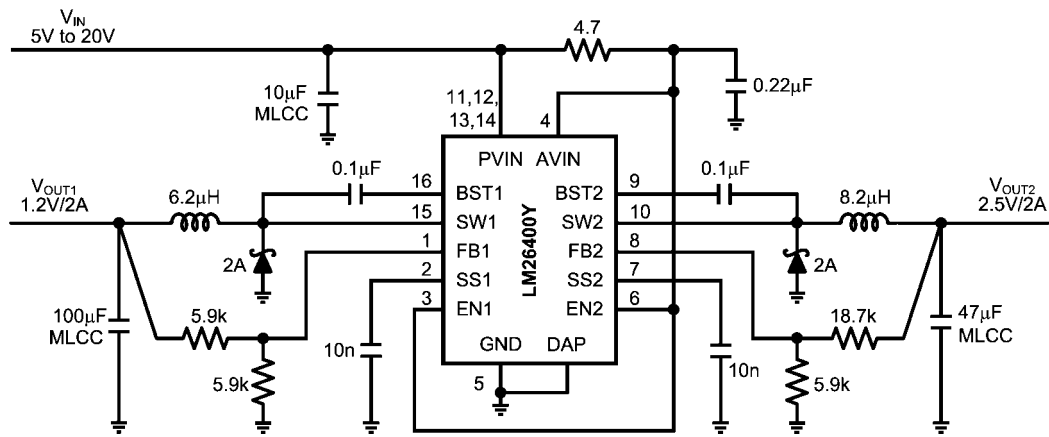 V_IN
5V to 20V
4.7
10μF
MLCC
11,12,
13,14
4
0.22μF
PVIN AVIN
V_OUT1
1.2V/2A
6.2μH
0.1μF
16
BST1
BST2
9
0.1μF
8.2μH
V_OUT2
2.5V/2A
15
SW1
SW2
10
2A
1
FB1
FB2
8
2A
2
SS1
SS2
7
3
EN1
EN2
6
LM26400Y
100μF
MLCC
5.9k
5.9k
10n
GND DAP
5
10n
18.7k
5.9k
47μF
MLCC